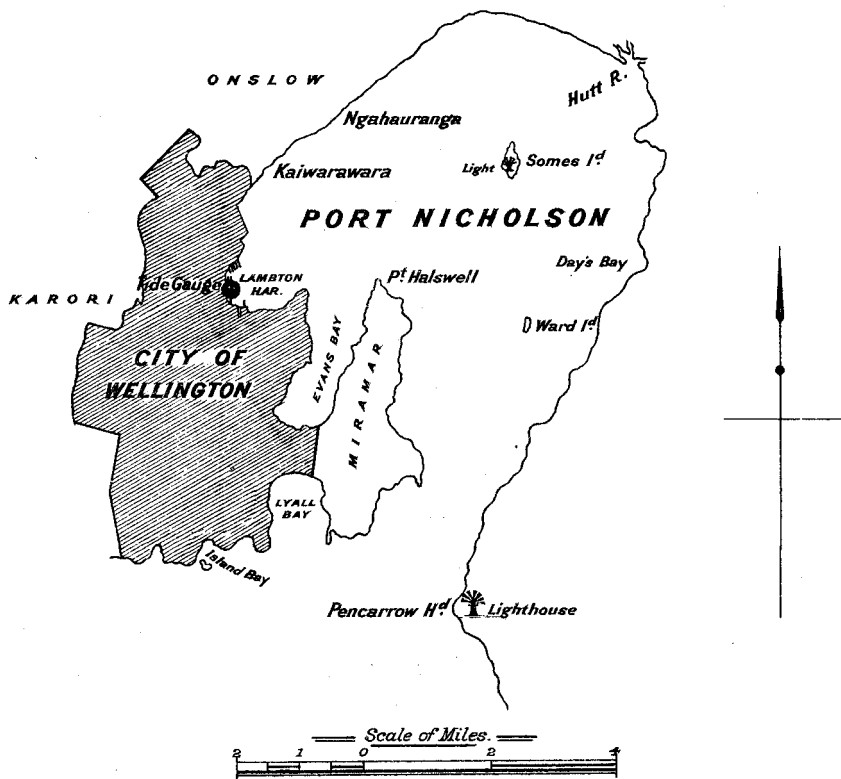 ONSLOW
Hutt R.
Ngahauranga
Kaiwarawara
Light
Somes Id.
PORT NICHOLSON
Day's Bay
Pt. Halswell
KARORI
Tide Gauge
LAMBTON
HAR.
Ward Id.
CITY OF
WELLINGTON
EVANS BAY
MIRAMAR
LYALL
BAY
Island Bay
Pencarrow Hd.
Lighthouse
Scale of Miles.
2 1 0 2 4